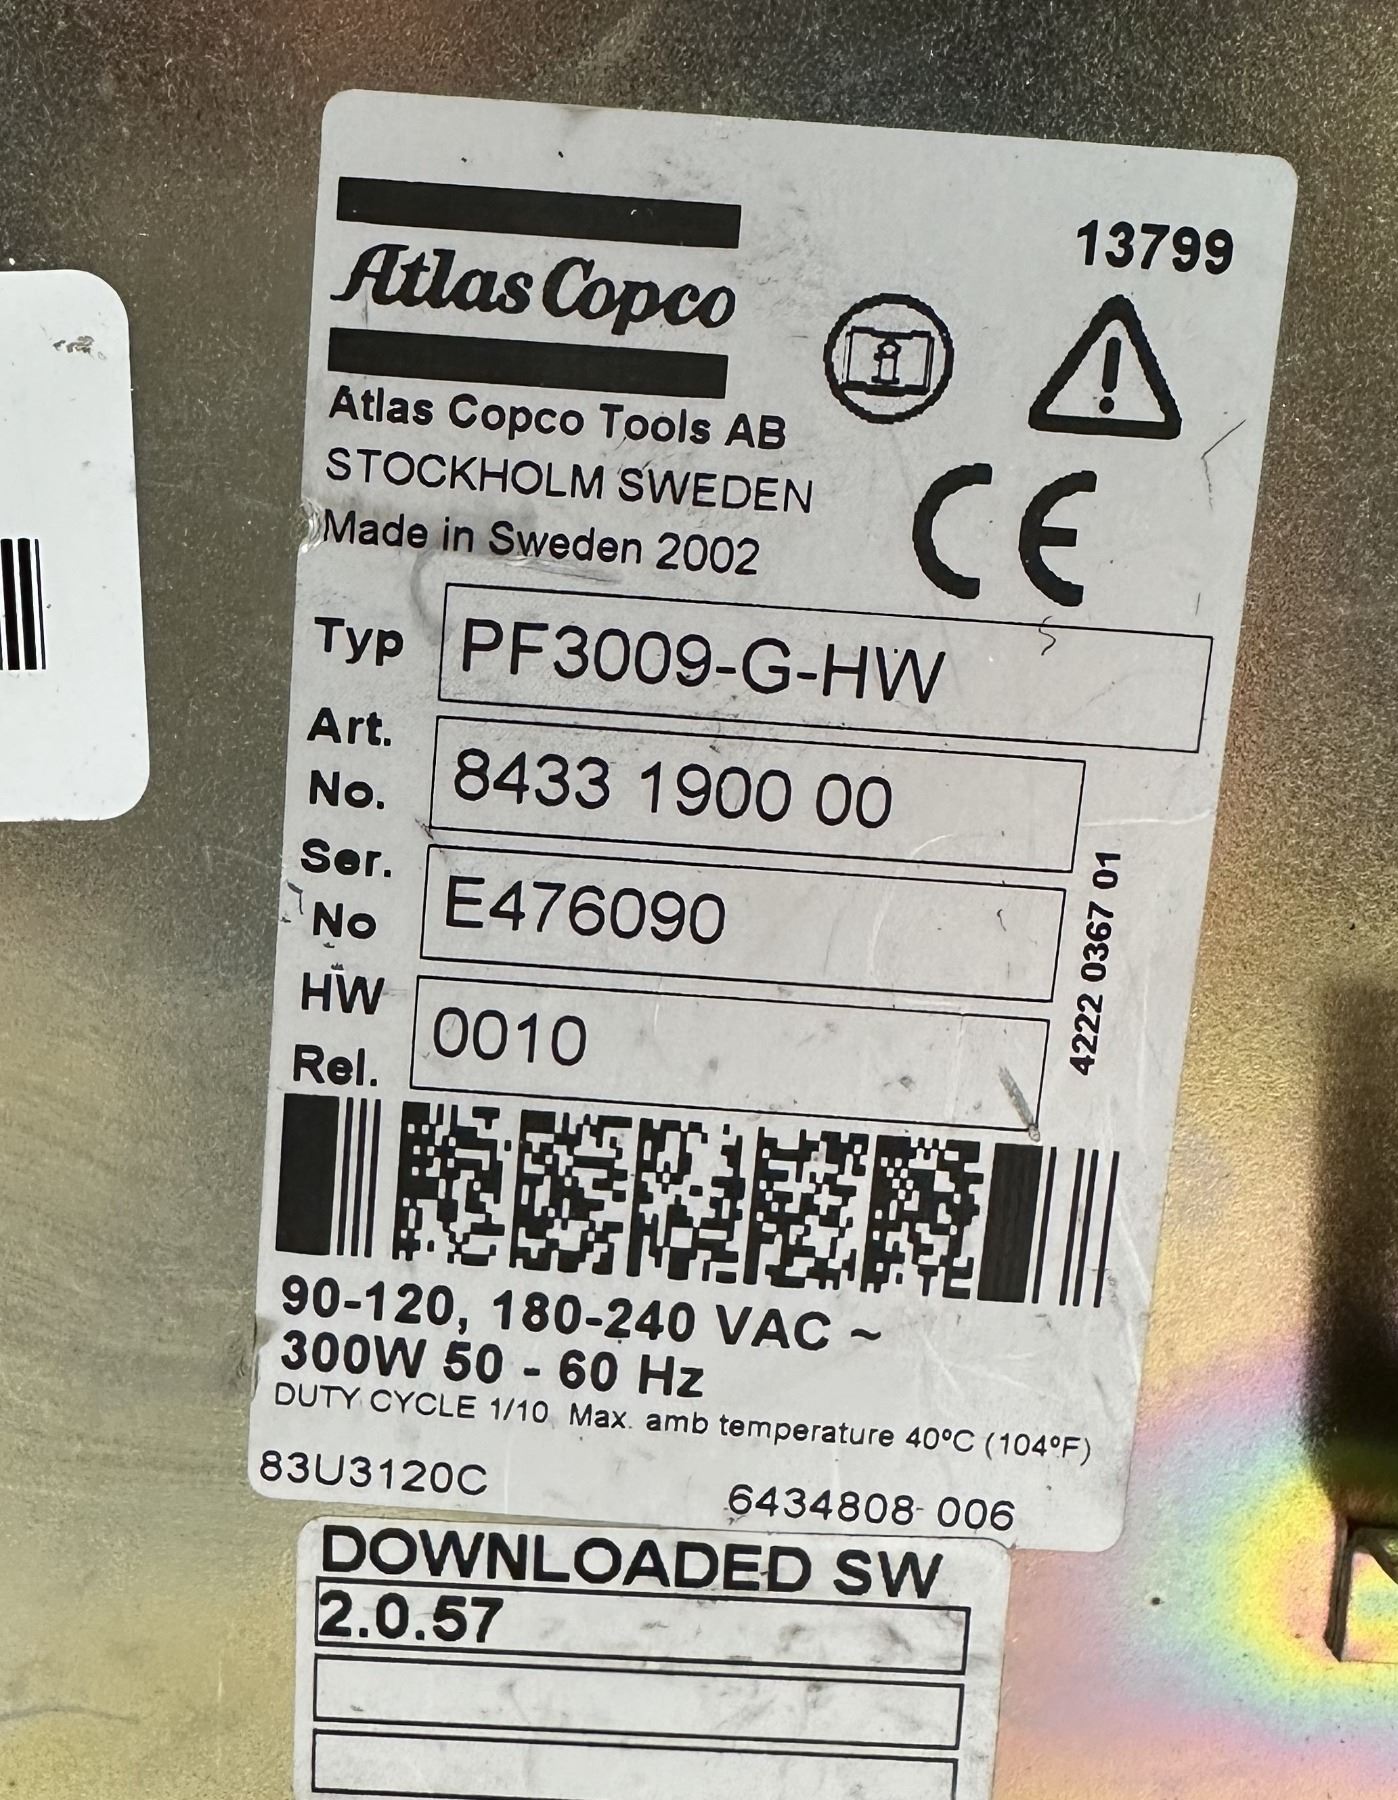 13799
Atlas Copco
Atlas Copco Tools AB
STOCKHOLM SWEDEN
Made in Sweden 2002
CE
Typ PF3009-G-HW
Art. No. 8433 1900 00
Ser. No E476090
HW Rel. 0010
4222 0367 01
90-120, 180-240 VAC ~
300W 50 - 60 Hz
DUTY CYCLE 1/10 Max. amb temperature 40ºC (104ºF)
83U3120C
6434808-006
DOWNLOADED SW
2.0.57